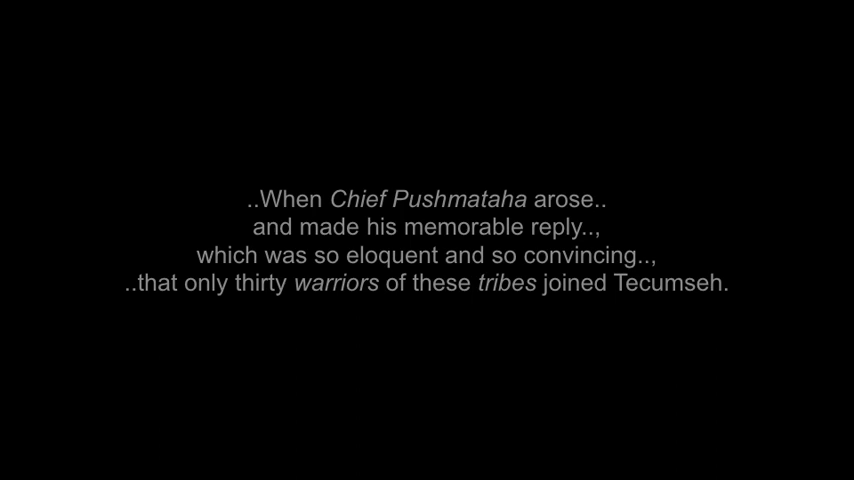 ..When Chief Pushmataha arose..
and made his memorable reply..,
which was so eloquent and so convincing..,
..that only thirty warriors of these tribes joined Tecumseh.